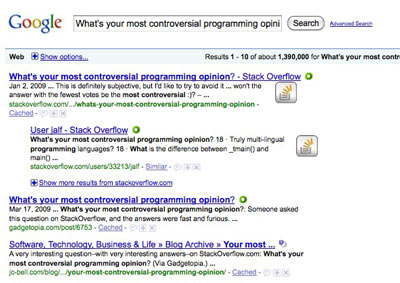 Google
What's your most controversial programming opini
Search
Advanced Search
Web Show options... Results 1 - 10 of about 1,390,000 for What's your most contro
What's your most controversial programming opinion? - Stack Overflow
Jan 2, 2009 ... This is definitely subjective, but I'd like to try to avoid it ... won't be
answer with the fewest votes be the most controversial :)? – ...
stackoverflow.com/.../whats-your-most-controversial-programming-opinion -
Cached -
User jalf - Stack Overflow
What's your most controversial programming opinion? 18 · Truly multi-lingual
programming languages? 18 · What is the difference between _tmain() and
main() ...
stackoverflow.com/users/33213/jalf - Similar -
Show more results from stackoverflow.com
What's your most controversial programming opinion?
Mar 17, 2009 ... What's your most controversial programming opinion?: Someone asked
this question on StackOverflow, and the answers were fast and furious. ...
gadgetopia.com/post/6753 - Cached -
Software, Technology, Business & Life » Blog Archive » Your most ...
A very interesting question–with very interesting answers–on StackOverflow.com: What's your
most controversial programming opinion? (Via Gadgetopia.) ...
jo-bell.com/blog/.../your-most-controversial-programming-opinion/ - Cached -